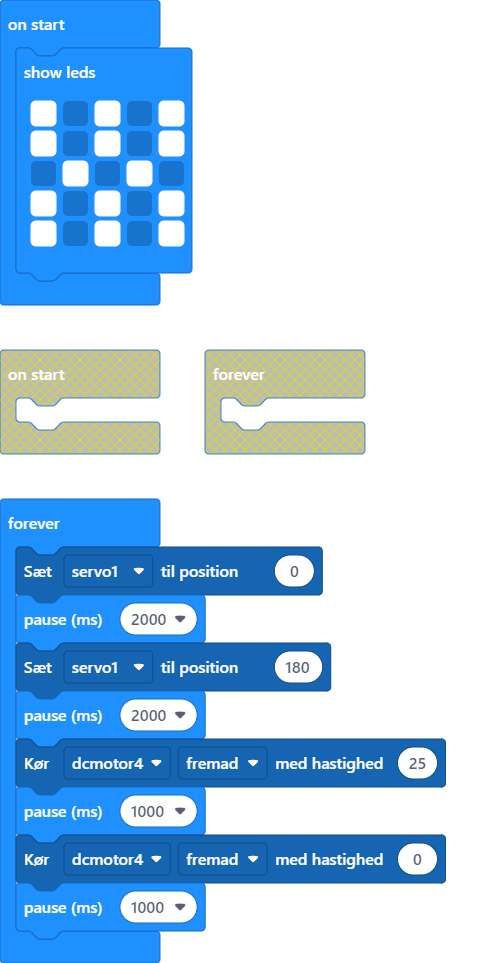 on start
show leds
on start
forever
forever
Sæt servo1 til position 0
pause (ms) 2000
Sæt servo1 til position 180
pause (ms) 2000
Kør dcmotor4 fremad med hastighed 25
pause (ms) 1000
Kør dcmotor4 fremad med hastighed 0
pause (ms) 1000